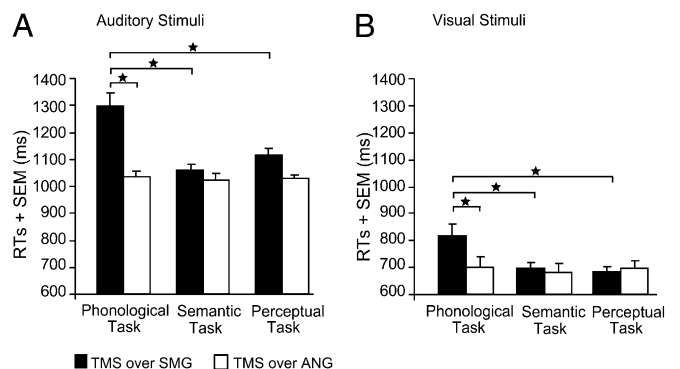 A Auditory Stimuli
B Visual Stimuli
RTs + SEM (ms)
1400
1300
1200
1100
1000
900
800
700
600
Phonological Task
Semantic Task
Perceptual Task
RTs + SEM (ms)
1400
1300
1200
1100
1000
900
800
700
600
Phonological Task
Semantic Task
Perceptual Task
TMS over SMG
TMS over ANG